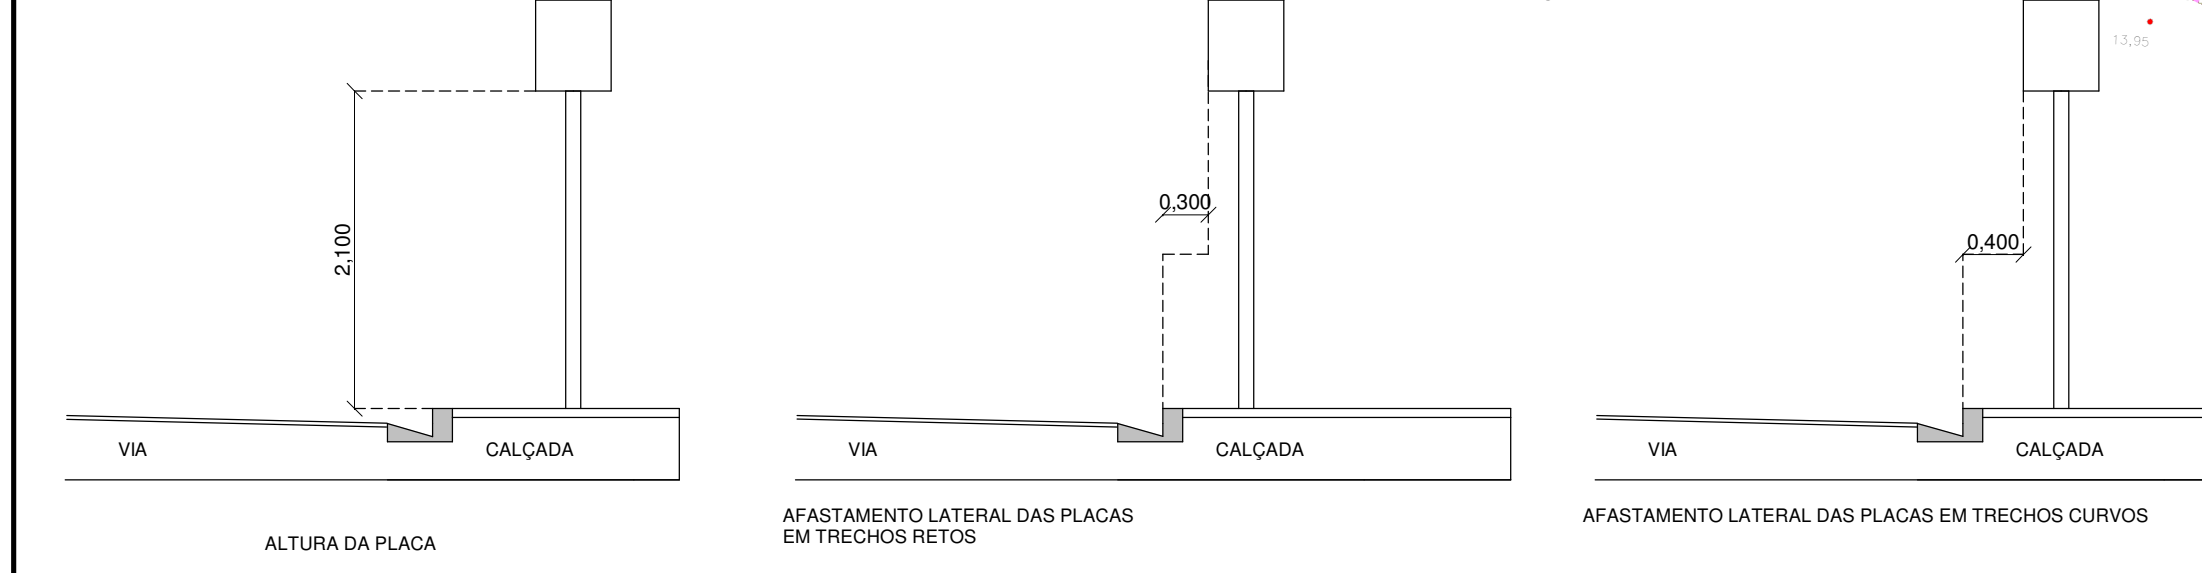 13,95
2,100
0,300
0,400
VIA
CALÇADA
VIA
CALÇADA
VIA
CALÇADA
ALTURA DA PLACA
AFASTAMENTO LATERAL DAS PLACAS
EM TRECHOS RETOS
AFASTAMENTO LATERAL DAS PLACAS EM TRECHOS CURVOS